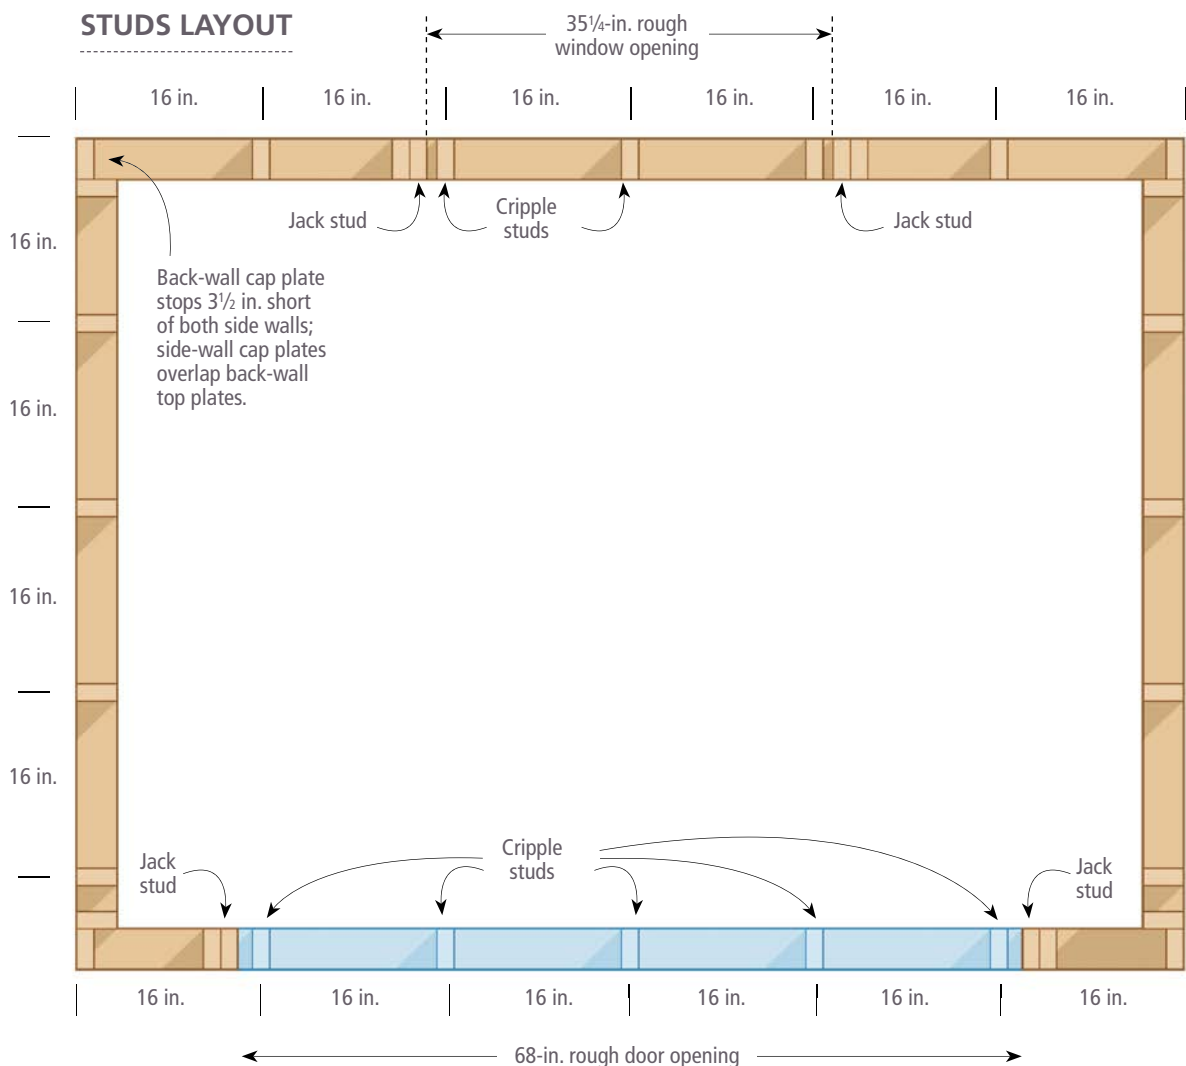 STUDS LAYOUT
35¼-in. rough
window opening
16 in.
16 in.
16 in.
16 in.
16 in.
16 in.
Jack stud
Cripple
studs
Jack stud
16 in.
Back-wall cap plate
stops 3½ in. short
of both side walls;
side-wall cap plates
overlap back-wall
top plates.
16 in.
16 in.
16 in.
Jack
stud
Cripple
studs
Jack
stud
16 in.
16 in.
16 in.
16 in.
16 in.
16 in.
68-in. rough door opening